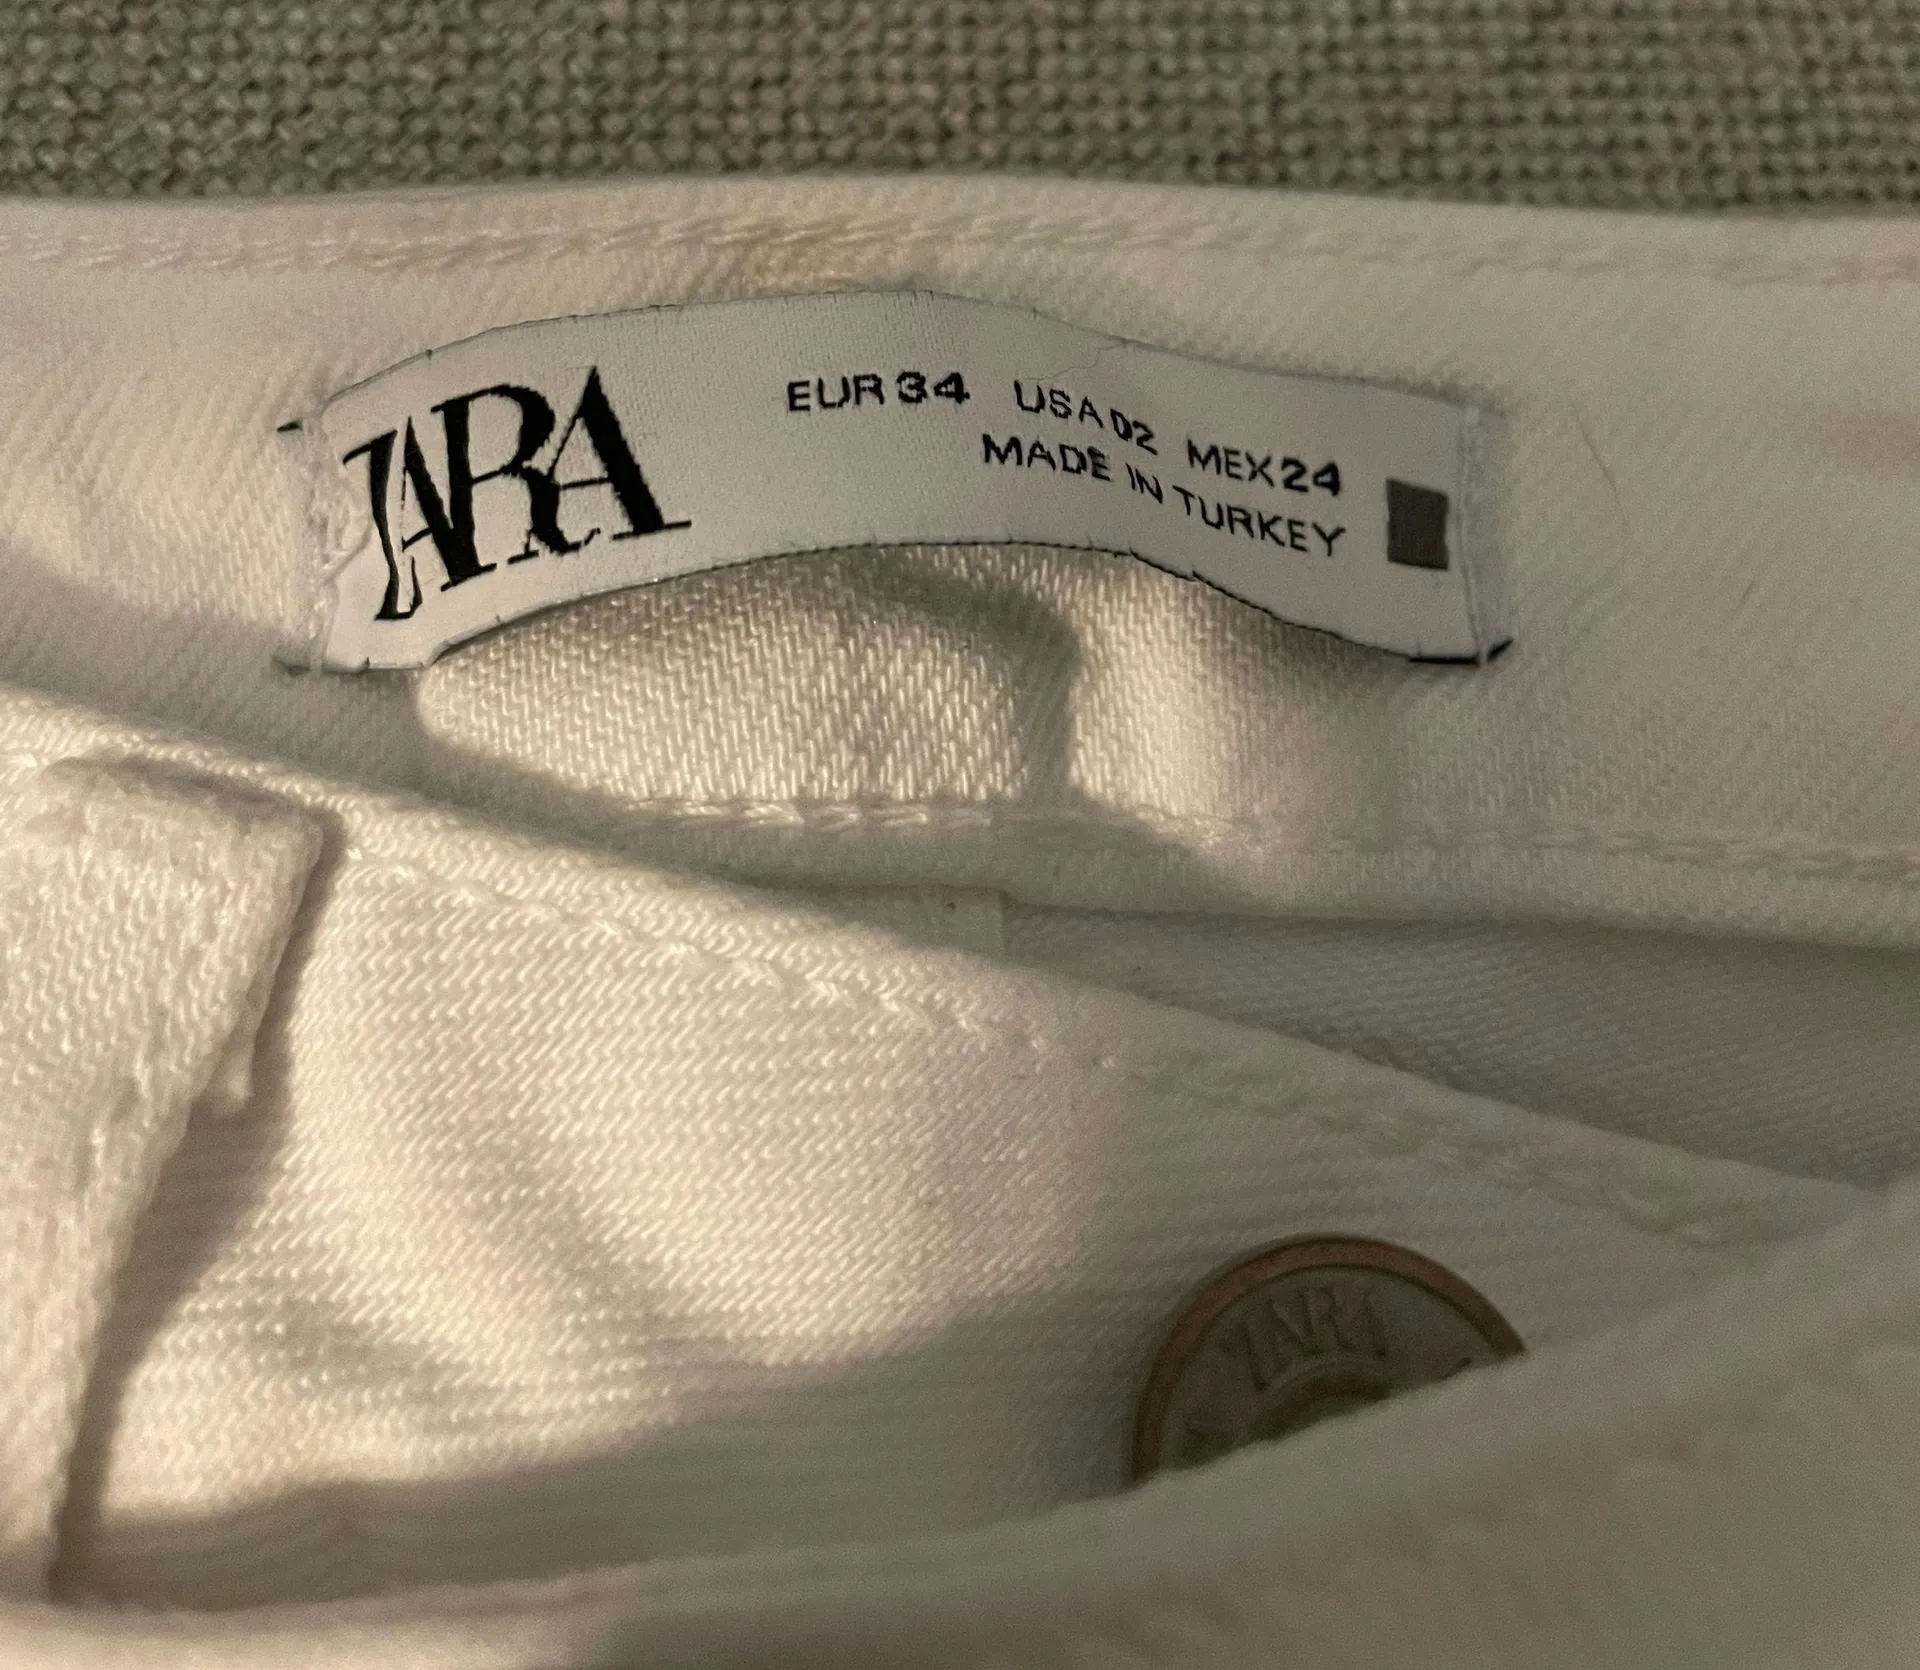 ZARA
EUR 34 USA 02 MEX 24
MADE IN TURKEY
ZARA